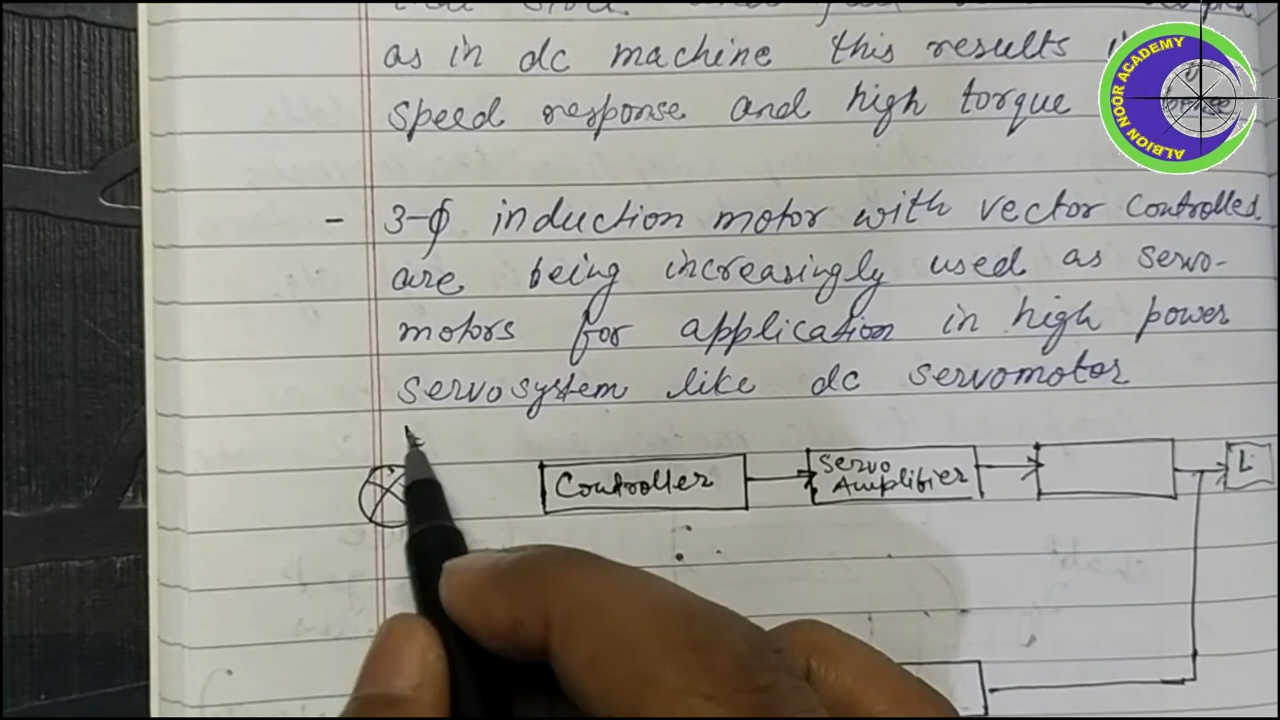 as in dc machine this results
speed response and high torque
- 3-ϕ induction motor with vector controlled
are being increasingly used as servo-
motors for application in high power
servosystem like dc servomotor
Controller
Servo
Amplifier
L
ALBION NOOR ACADEMY